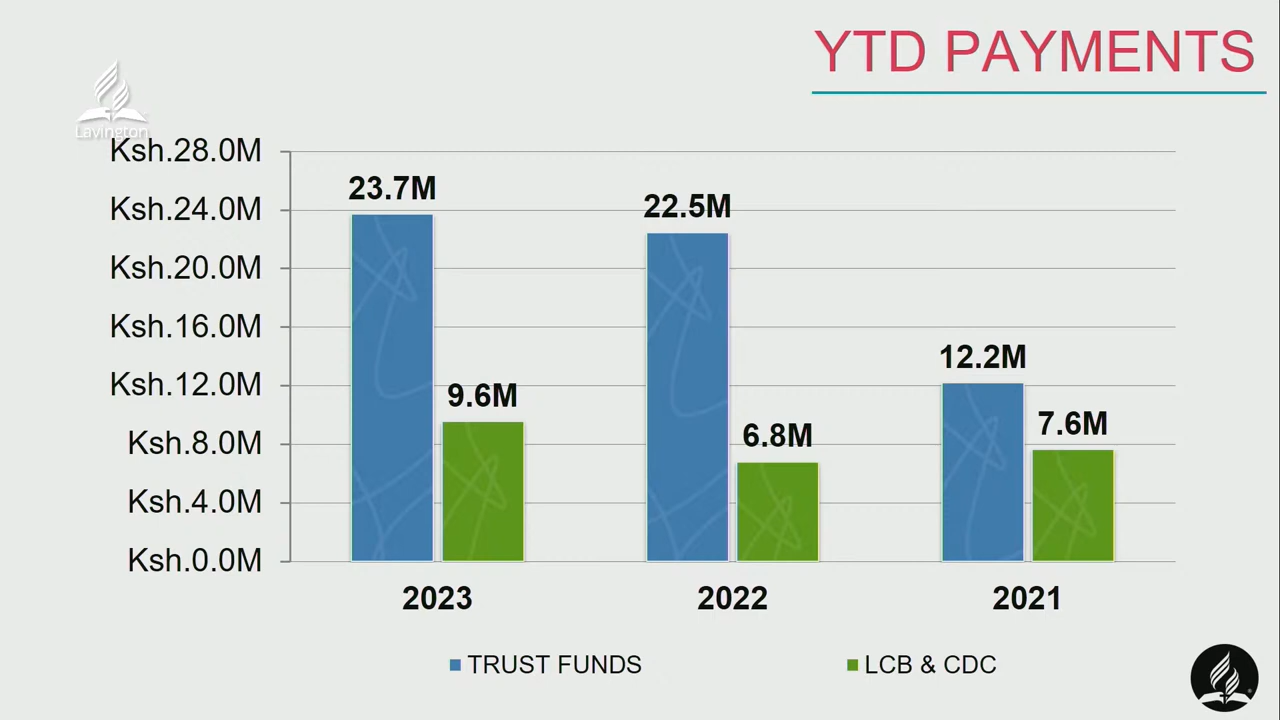 YTD PAYMENTS
Lavington
Ksh.28.0M
Ksh.24.0M
Ksh.20.0M
Ksh.16.0M
Ksh.12.0M
Ksh.8.0M
Ksh.4.0M
Ksh.0.0M
23.7M
9.6M
22.5M
6.8M
12.2M
7.6M
2023 2022 2021
TRUST FUNDS LCB & CDC